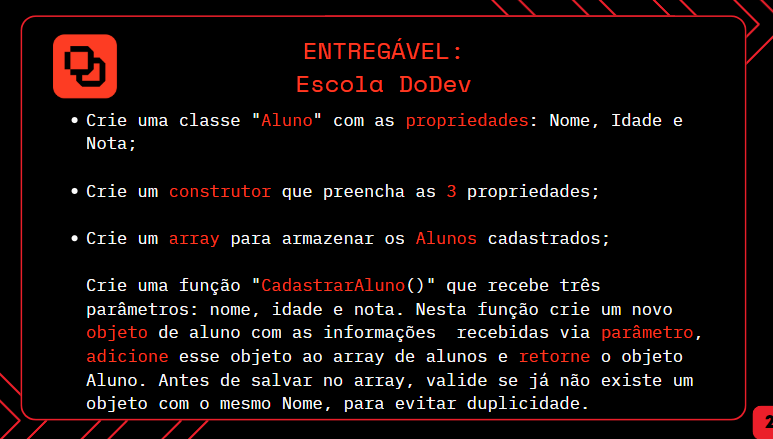 ENTREGÁVEL:
Escola DoDev
• Crie uma classe "Aluno" com as propriedades: Nome, Idade e
Nota;
• Crie um construtor que preencha as 3 propriedades;
• Crie um array para armazenar os Alunos cadastrados;
Crie uma função "CadastrarAluno()" que recebe três
parâmetros: nome, idade e nota. Nesta função crie um novo
objeto de aluno com as informações  recebidas via parâmetro,
adicione esse objeto ao array de alunos e retorne o objeto
Aluno. Antes de salvar no array, valide se já não existe um
objeto com o mesmo Nome, para evitar duplicidade.
2